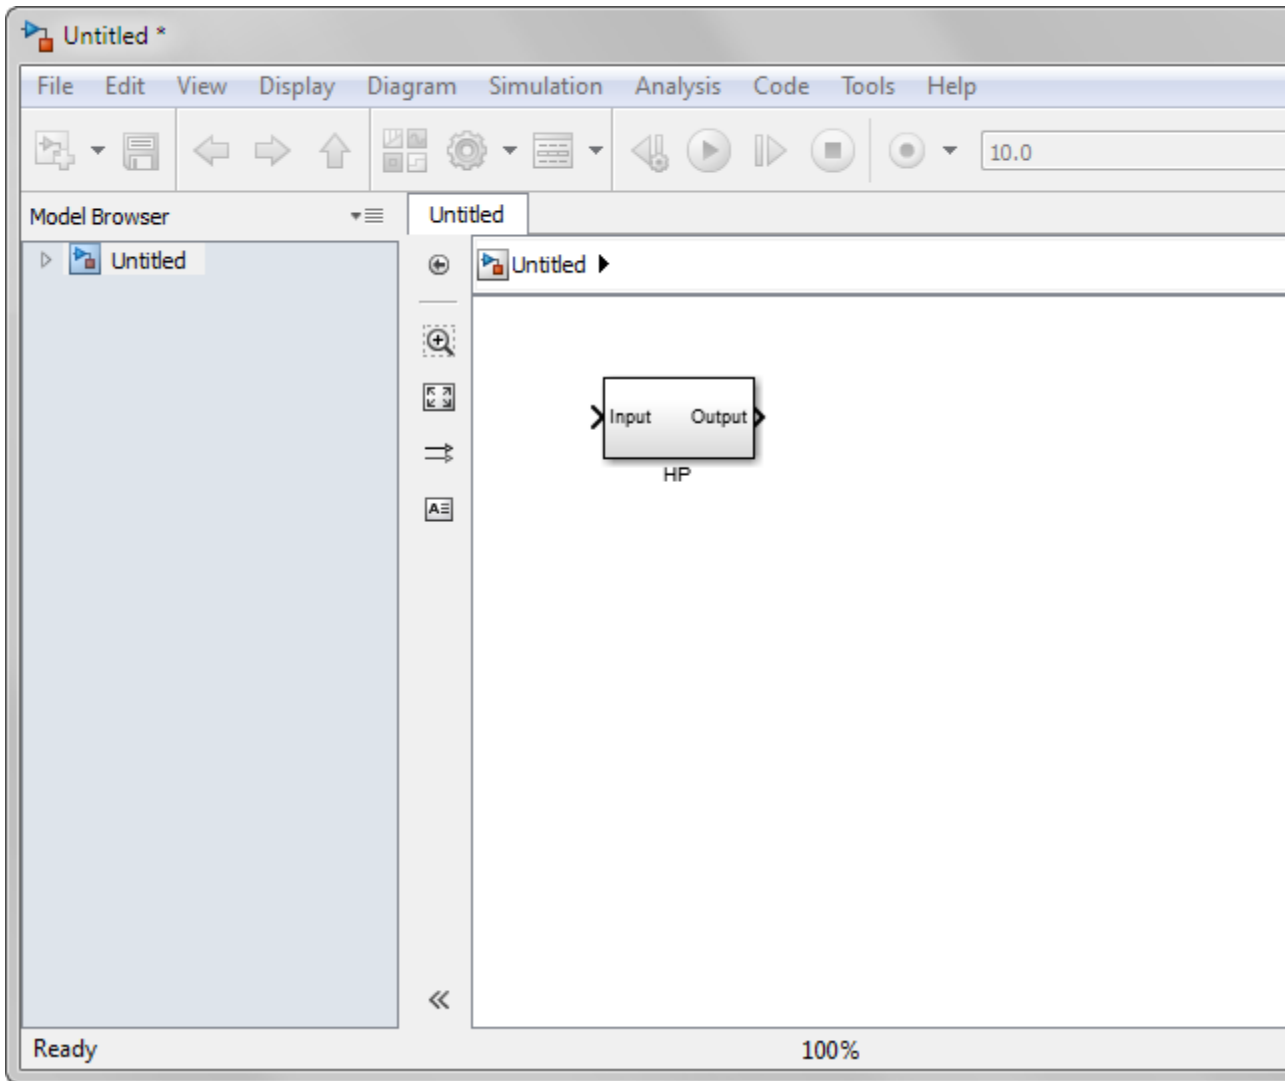 Untitled *
File Edit View Display Diagram Simulation Analysis Code Tools Help
10.0
Model Browser
Untitled
Untitled
Untitled
Input Output
HP
Ready
100%